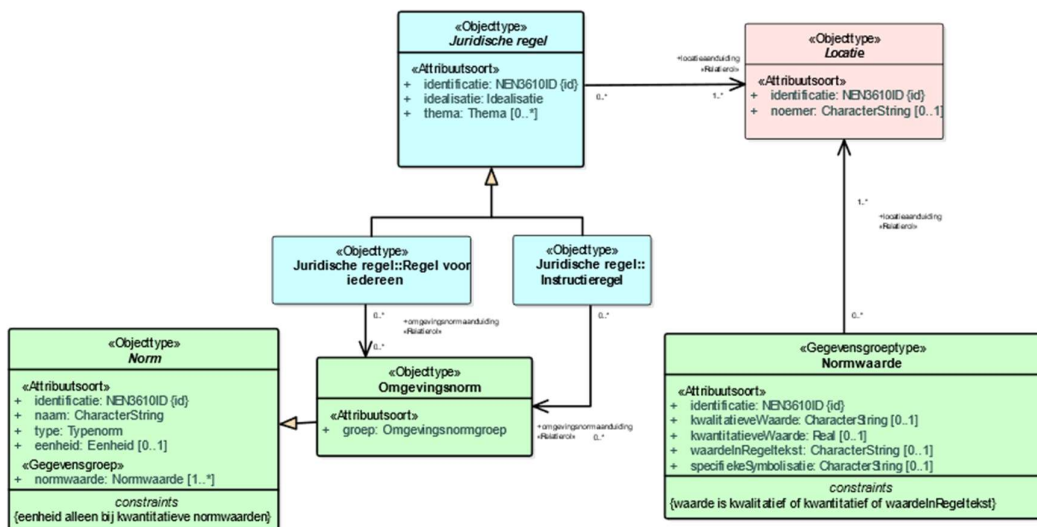 «Objecttype»
Juridische regel
«Attribuutsoort»
+ identificatie: NEN3610ID {id}
+ idealisatie: Idealisatie
+ thema: Thema [0..*]
+locatieaanduiding
«Relatierol»
0..*
1..*
«Objecttype»
Locatie
«Attribuutsoort»
+ identificatie: NEN3610ID {id}
+ noemer: CharacterString [0..1]
1..*
+locatieaanduiding
«Relatierol»
0..*
«Objecttype»
Juridische regel::Regel voor
iedereen
«Objecttype»
Juridische regel::
Instructieregel
0..*
+omgevingsnormaanduiding
«Relatierol»
0..*
0..*
+omgevingsnormaanduiding
«Relatierol»
0..*
«Objecttype»
Norm
«Attribuutsoort»
+ identificatie: NEN3610ID {id}
+ naam: CharacterString
+ type: Typenorm
+ eenheid: Eenheid [0..1]
«Gegevensgroep»
+ normwaarde: Normwaarde [1..*]
constraints
{eenheid alleen bij kwantitatieve normwaarden}
«Objecttype»
Omgevingsnorm
«Attribuutsoort»
+ groep: Omgevingsnormgroep
«Gegevensgroeptype»
Normwaarde
«Attribuutsoort»
+ identificatie: NEN3610ID {id}
+ kwalitatieveWaarde: CharacterString [0..1]
+ kwantitatieveWaarde: Real [0..1]
+ waardeInRegeltekst: CharacterString [0..1]
+ specifiekeSymbolisatie: CharacterString [0..1]
constraints
{waarde is kwalitatief of kwantitatief of waardeInRegeltekst}